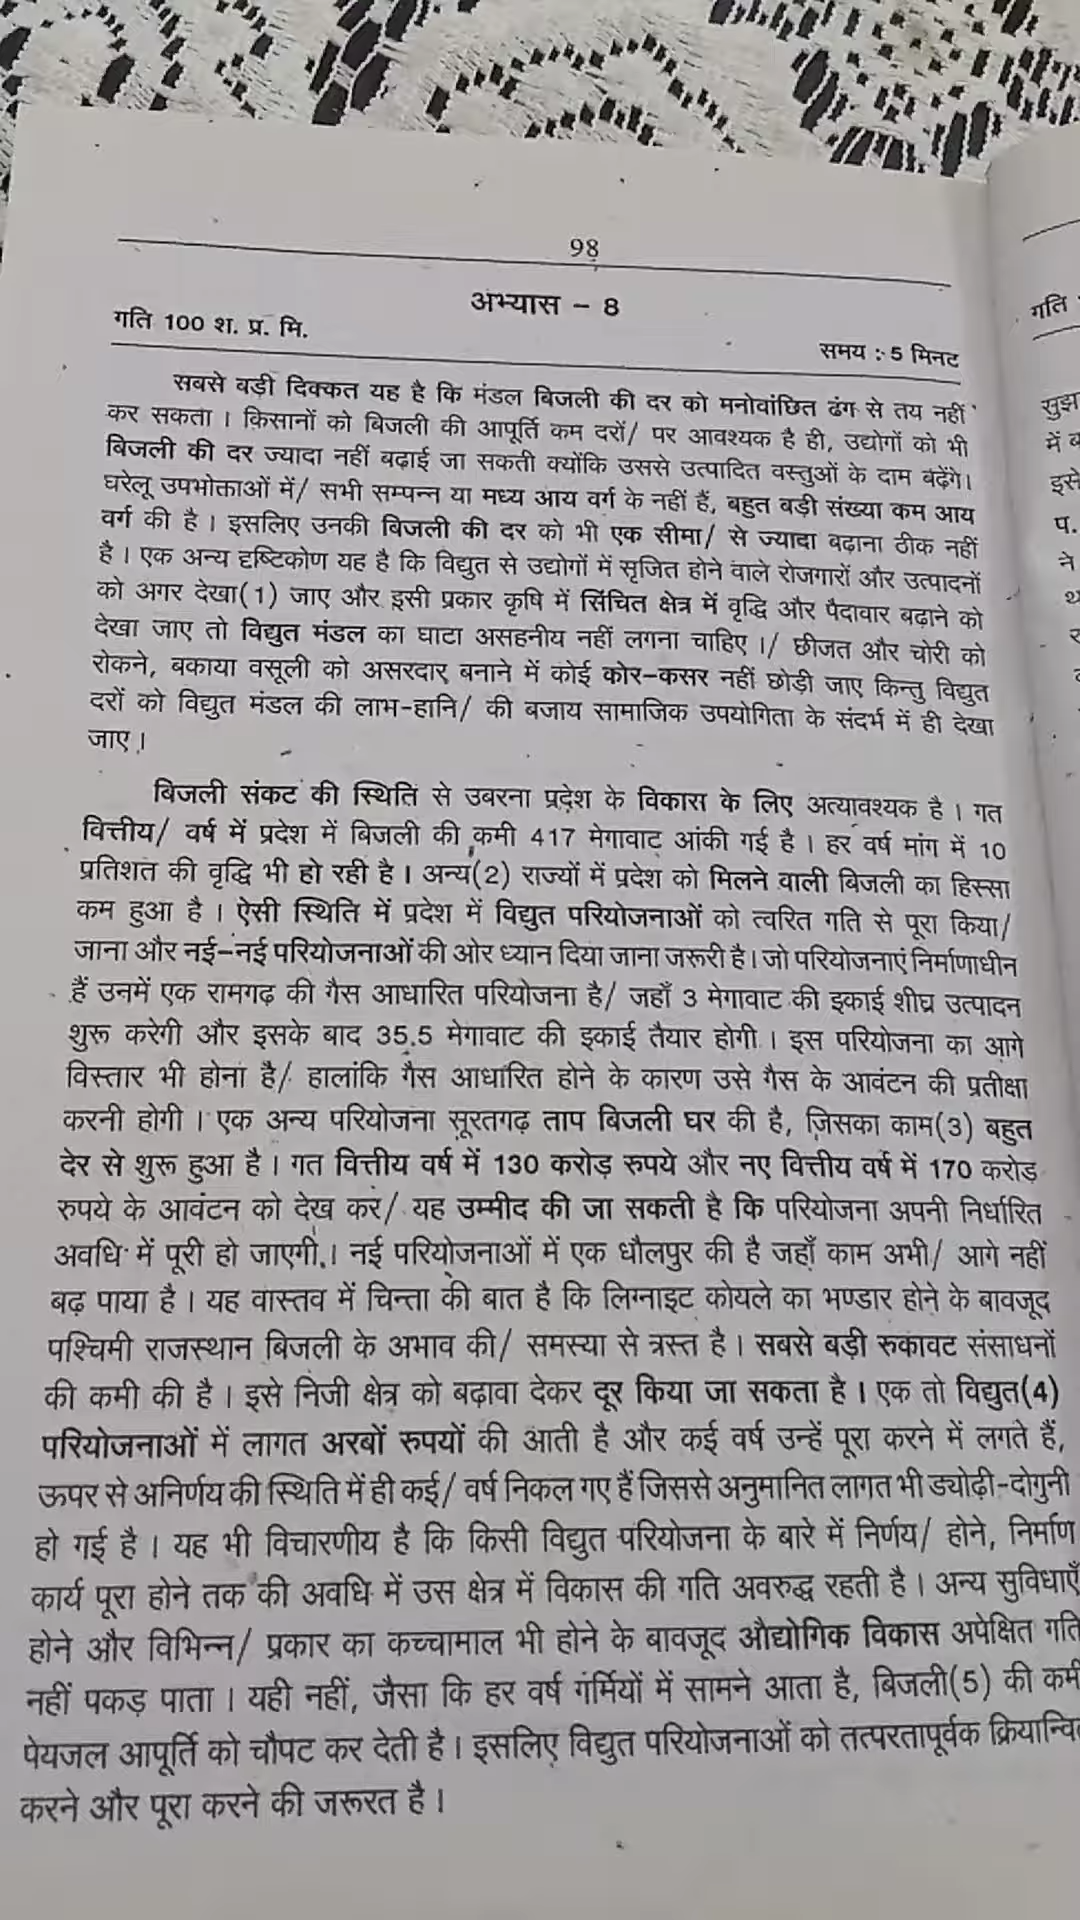 98
अभ्यास – 8
गति 100 श. प्र. मि.
समय : 5 मिनट
सबसे बड़ी दिक्कत यह है कि मंडल बिजली की दर को मनोवांछित ढंग से तय नहीं
कर सकता । किसानों को बिजली की आपूर्ति कम दरों/ पर आवश्यक है ही, उद्योगों को भी
बिजली की दर ज्यादा नहीं बढ़ाई जा सकती क्योंकि उससे उत्पादित वस्तुओं के दाम बढ़ेंगे।
घरेलू उपभोक्ताओं में/ सभी सम्पन्न या मध्य आय वर्ग के नहीं हैं, बहुत बड़ी संख्या कम आय
वर्ग की है । इसलिए उनकी बिजली की दर को भी एक सीमा/ से ज्यादा बढ़ाना ठीक नहीं
है । एक अन्य दृष्टिकोण यह है कि विद्युत से उद्योगों में सृजित होने वाले रोजगारों और उत्पादनों
को अगर देखा(1) जाए और इसी प्रकार कृषि में सिंचित क्षेत्र में वृद्धि और पैदावार बढ़ाने को
देखा जाए तो विद्युत मंडल का घाटा असहनीय नहीं लगना चाहिए ।/ छीजत और चोरी को
रोकने, बकाया वसूली को असरदार बनाने में कोई कोर–कसर नहीं छोड़ी जाए किन्तु विद्युत
दरों को विद्युत मंडल की लाभ-हानि/ की बजाय सामाजिक उपयोगिता के संदर्भ में ही देखा
जाए ।
बिजली संकट की स्थिति से उबरना प्रदेश के विकास के लिए अत्यावश्यक है । गत
वित्तीय/ वर्ष में प्रदेश में बिजली की कमी 417 मेगावाट आंकी गई है । हर वर्ष मांग में 10
प्रतिशत की वृद्धि भी हो रही है । अन्य(2) राज्यों में प्रदेश को मिलने वाली बिजली का हिस्सा
कम हुआ है । ऐसी स्थिति में प्रदेश में विद्युत परियोजनाओं को त्वरित गति से पूरा किया/
जाना और नई–नई परियोजनाओं की ओर ध्यान दिया जाना जरूरी है। जो परियोजनाएं निर्माणाधीन
हैं उनमें एक रामगढ़ की गैस आधारित परियोजना है/ जहाँ 3 मेगावाट की इकाई शीघ्र उत्पादन
शुरू करेगी और इसके बाद 35.5 मेगावाट की इकाई तैयार होगी । इस परियोजना का आगे
विस्तार भी होना है/ हालांकि गैस आधारित होने के कारण उसे गैस के आवंटन की प्रतीक्षा
करनी होगी । एक अन्य परियोजना सूरतगढ़ ताप बिजली घर की है, जिसका काम(3) बहुत
देर से शुरू हुआ है । गत वित्तीय वर्ष में 130 करोड़ रुपये और नए वित्तीय वर्ष में 170 करोड़
रुपये के आवंटन को देख कर/ यह उम्मीद की जा सकती है कि परियोजना अपनी निर्धारित
अवधि में पूरी हो जाएगी । नई परियोजनाओं में एक धौलपुर की है जहाँ काम अभी/ आगे नहीं
बढ़ पाया है । यह वास्तव में चिन्ता की बात है कि लिग्नाइट कोयले का भण्डार होने के बावजूद
पश्चिमी राजस्थान बिजली के अभाव की/ समस्या से त्रस्त है । सबसे बड़ी रुकावट संसाधनों
की कमी की है । इसे निजी क्षेत्र को बढ़ावा देकर दूर किया जा सकता है । एक तो विद्युत(4)
परियोजनाओं में लागत अरबों रुपयों की आती है और कई वर्ष उन्हें पूरा करने में लगते हैं,
ऊपर से अनिर्णय की स्थिति में ही कई/ वर्ष निकल गए हैं जिससे अनुमानित लागत भी ड्योढ़ी-दोगुनी
हो गई है । यह भी विचारणीय है कि किसी विद्युत परियोजना के बारे में निर्णय/ होने, निर्माण
कार्य पूरा होने तक की अवधि में उस क्षेत्र में विकास की गति अवरुद्ध रहती है । अन्य सुविधाएँ
होने और विभिन्न/ प्रकार का कच्चामाल भी होने के बावजूद औद्योगिक विकास अपेक्षित गति
नहीं पकड़ पाता । यही नहीं, जैसा कि हर वर्ष गर्मियों में सामने आता है, बिजली(5) की कमी
पेयजल आपूर्ति को चौपट कर देती है । इसलिए विद्युत परियोजनाओं को तत्परतापूर्वक
करने और पूरा करने की जरूरत है ।
गति
सुझ
में
इसे
प.
ने